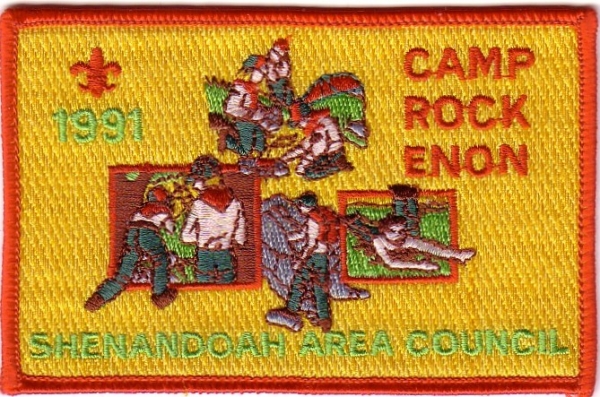 CAMP
ROCK
ENON
1991
SHENANDOAH AREA COUNCIL